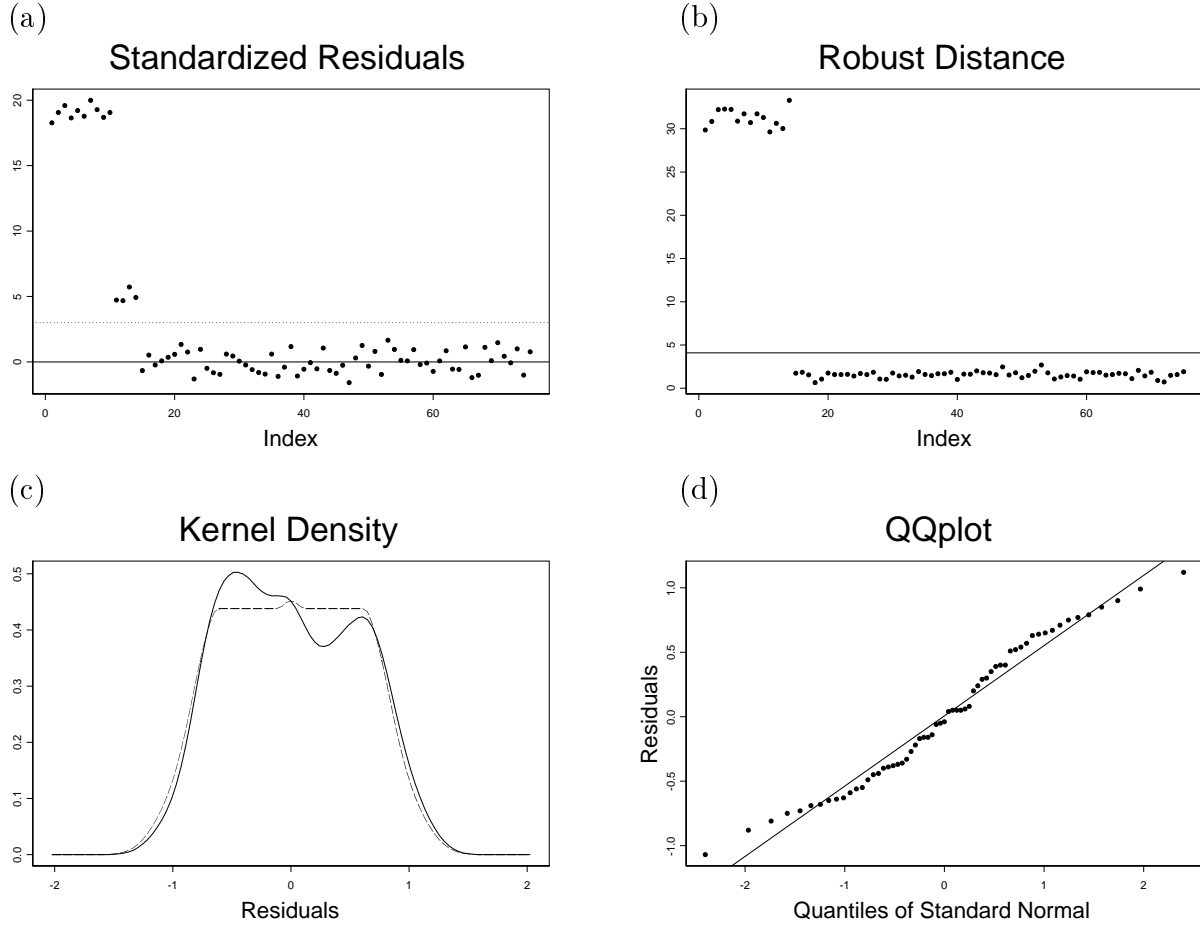 (a)
Standardized Residuals
20
15
10
5
0
0 20 40 60
Index
(b)
Robust Distance
30
25
20
15
10
5
0
0 20 40 60
Index
(c)
Kernel Density
0.5
0.4
0.3
0.2
0.1
0.0
-2 -1 0 1 2
Residuals
(d)
QQplot
Residuals
1.0
0.5
0.0
-0.5
-1.0
-2 -1 0 1 2
Quantiles of Standard Normal